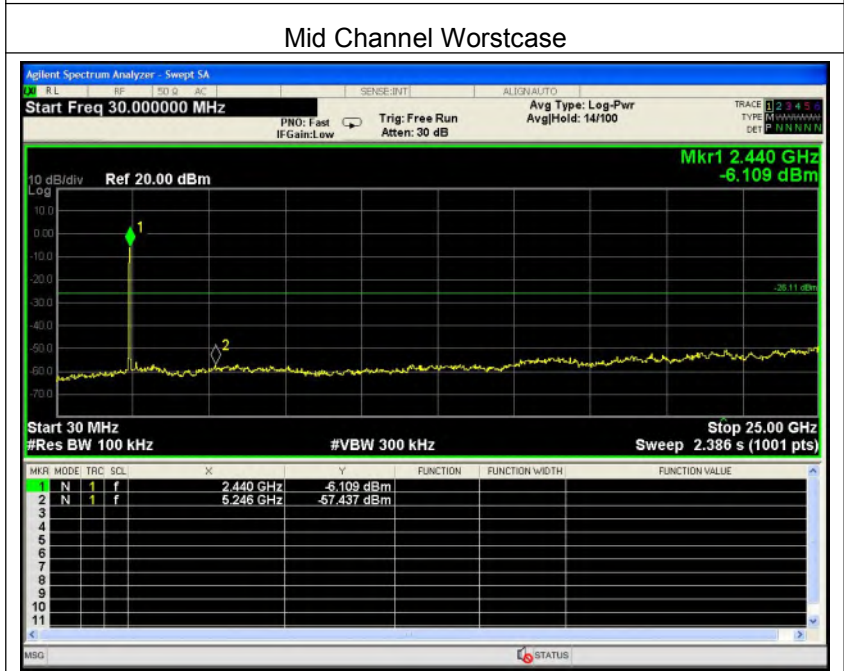 Mid Channel Worstcase
Agilent Spectrum Analyzer - Swept SA
RL RF 50 Ω AC SENSE:INT ALIGNAUTO
Start Freq 30.000000 MHz
PNO: Fast
IFGain:Low
Trig: Free Run
Atten: 30 dB
Avg Type: Log-Pwr
Avg|Hold: 14/100
TRACE 1 2 3 4 5 6
TYPE M
DET P N N N N N
Mkr1 2.440 GHz
-6.109 dBm
10 dB/div Ref 20.00 dBm
Log
10.0
0.00
-10.0
-20.0
-30.0
-40.0
-50.0
-60.0
-70.0
1
2
-26.11 dBm
Start 30 MHz Stop 25.00 GHz
#Res BW 100 kHz #VBW 300 kHz Sweep 2.386 s (1001 pts)
MKR MODE TRC SCL X Y FUNCTION FUNCTION WIDTH FUNCTION VALUE
1 N 1 f 2.440 GHz -6.109 dBm
2 N 1 f 5.246 GHz -57.437 dBm
3
4
5
6
7
8
9
10
11
MSG STATUS